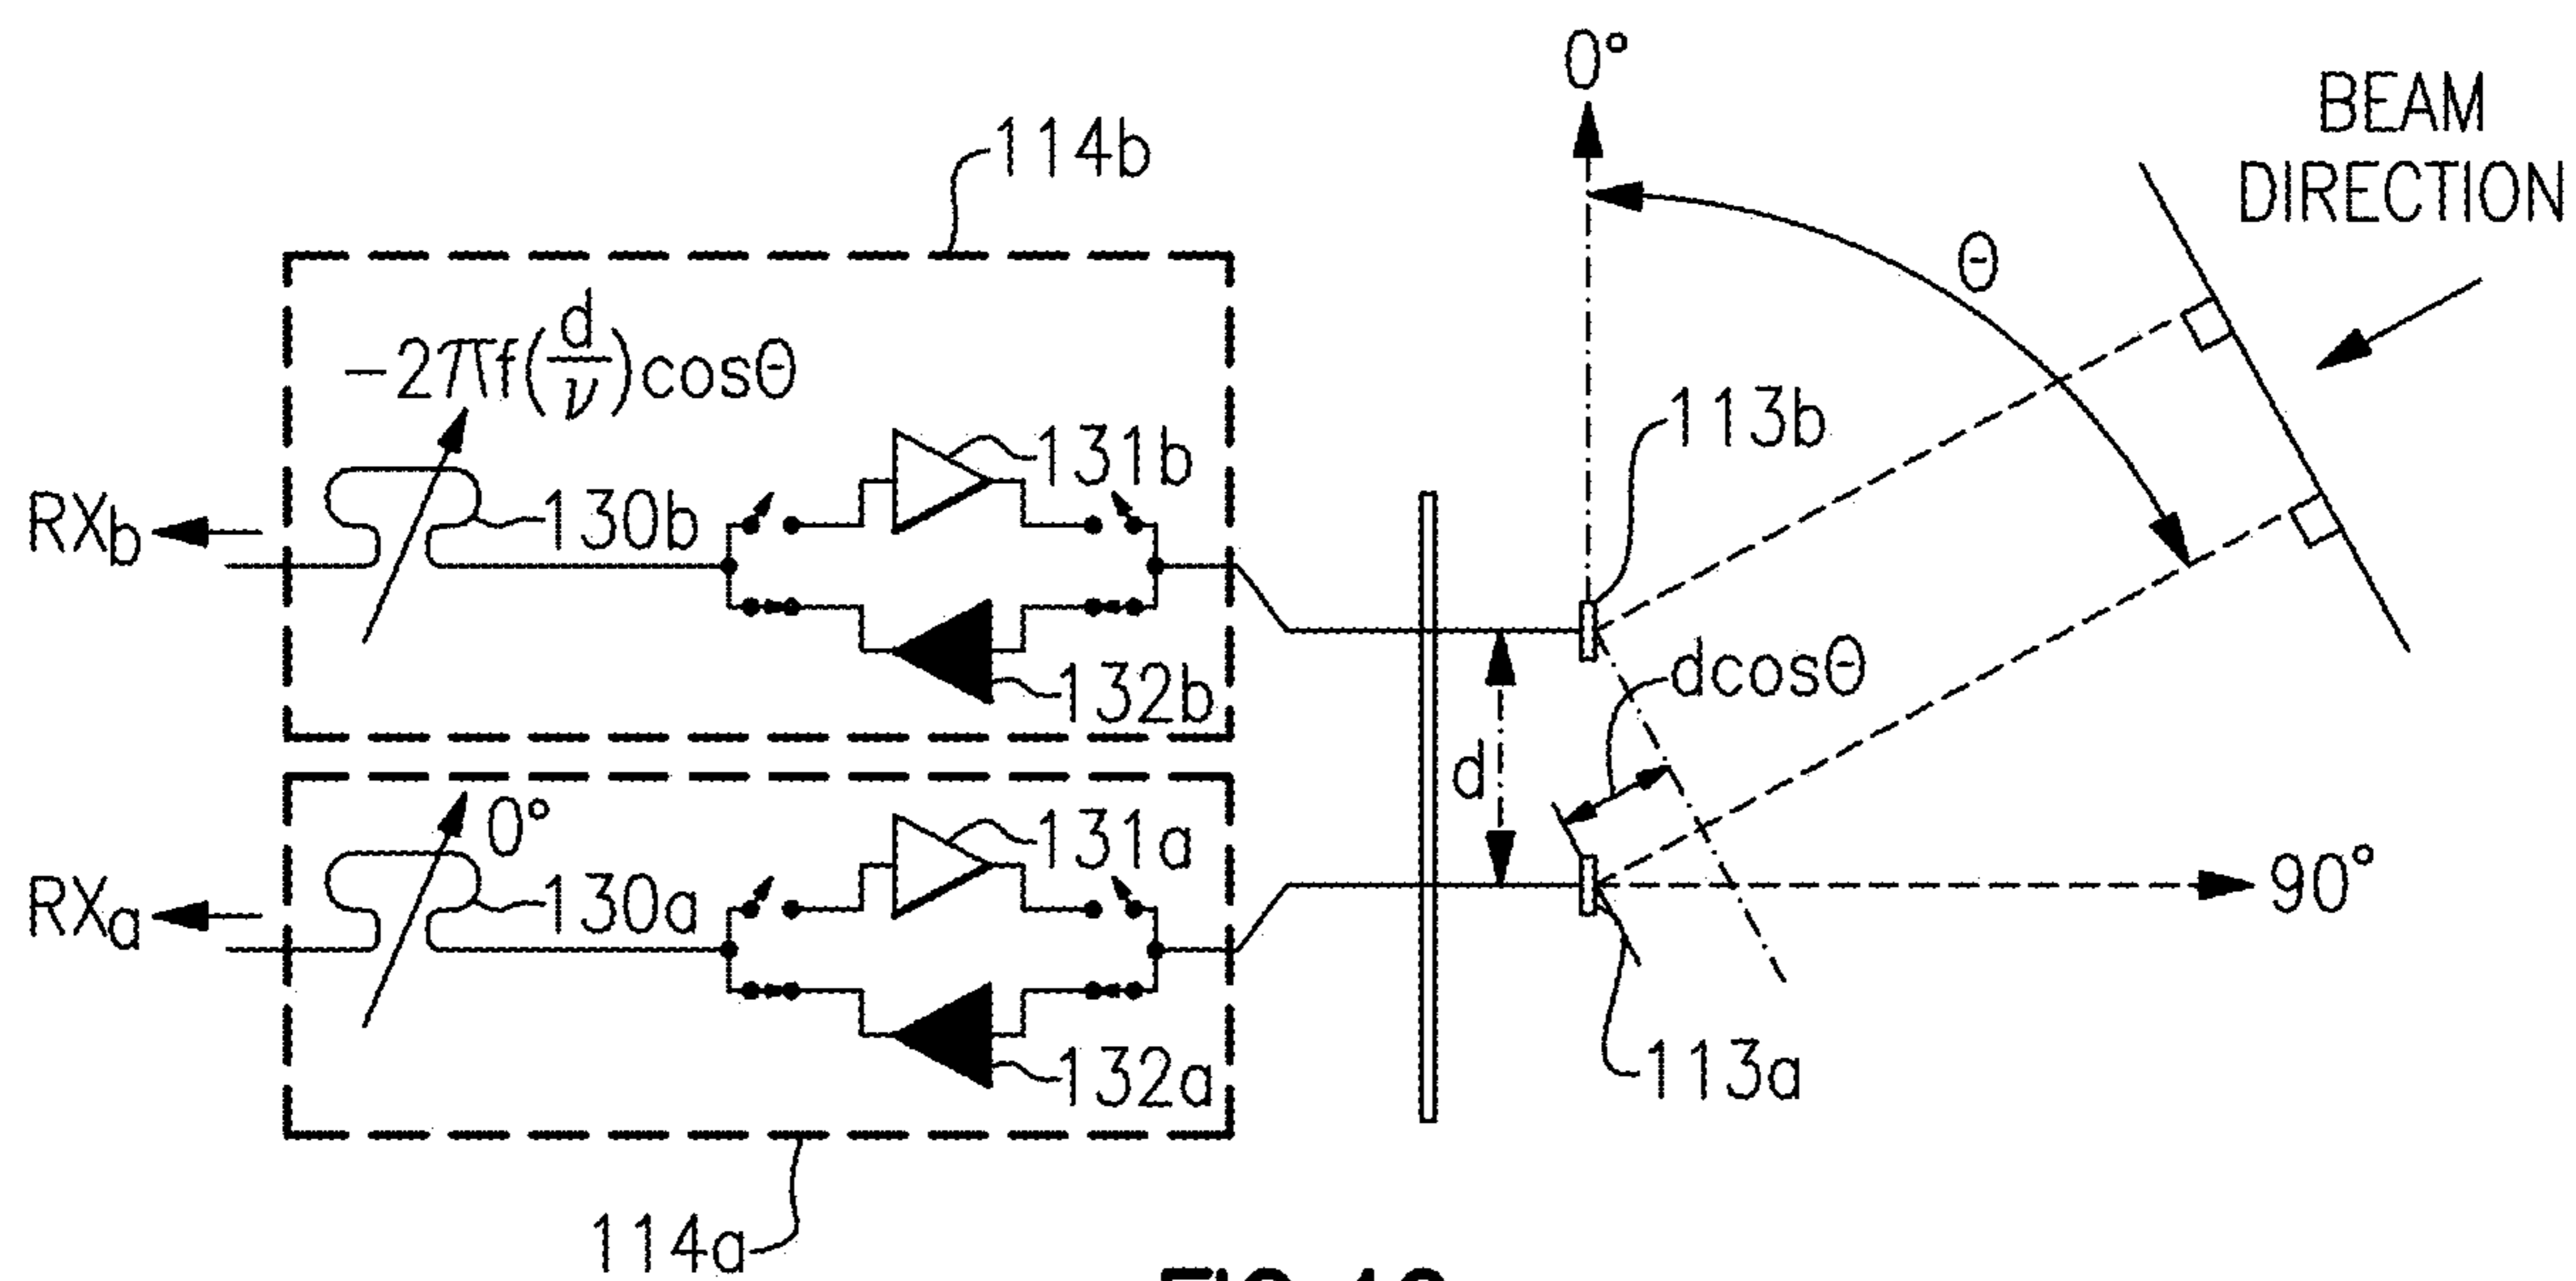 0°
BEAM
DIRECTION
114b
θ
−2πf(d/ν)cosθ
131b
113b
RXb
130b
132b
dcosθ
d
0°
131a
RXa
130a
90°
132a
113a
114a